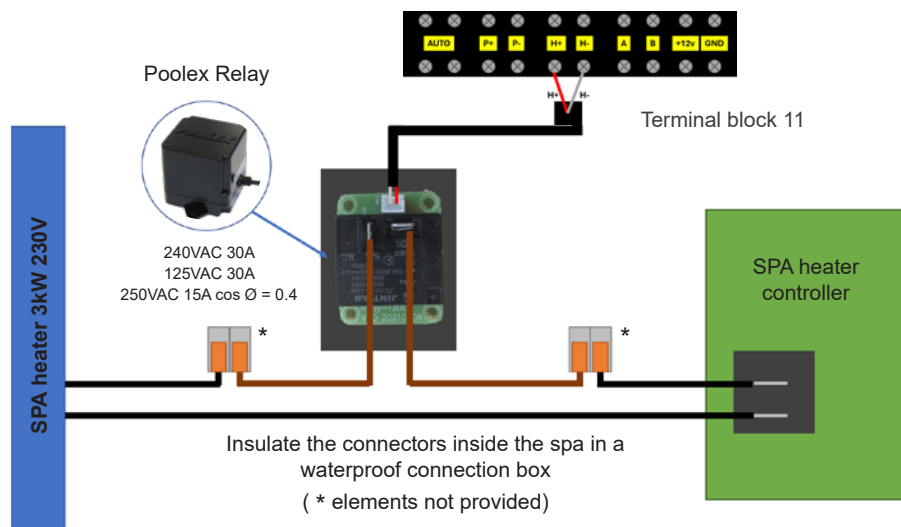 AUTO P+ P- H+ H- A B +12v GND
H+ H-
Terminal block 11
Poolex Relay
POOLEX
240VAC 30A
125VAC 30A
250VAC 15A cos Ø = 0.4
SPA heater 3kW 230V
SPA heater
controller
*
*
Insulate the connectors inside the spa in a
waterproof connection box
( * elements not provided)